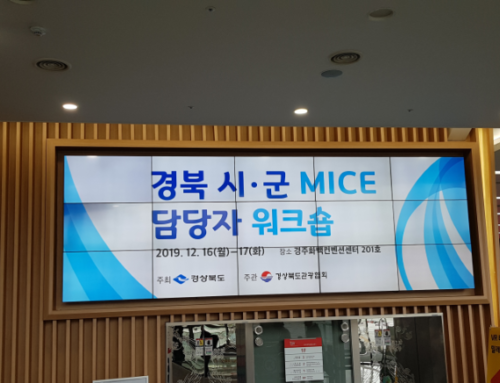 경북 시·군 MICE
담당자 워크숍
2019. 12. 16(월)-17(화) 장소 경주화백컨벤션센터 201호
주최 경상북도 주관 경상북도관광협회